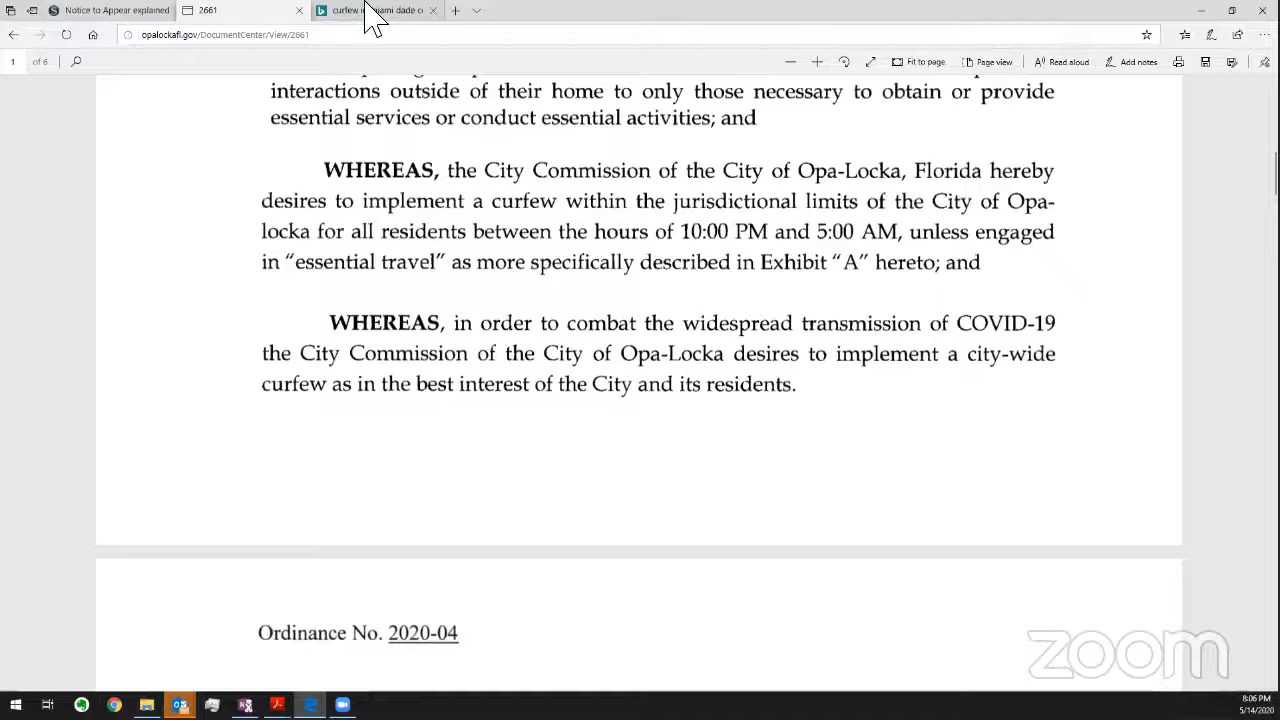 Notice to Appear explained
2661
curfew in miami dade c
opalockafl.gov/DocumentCenter/View/2661
1 of 6
Fit to page
Page view
Read aloud
Add notes
interactions outside of their home to only those necessary to obtain or provide
essential services or conduct essential activities; and
WHEREAS, the City Commission of the City of Opa-Locka, Florida hereby
desires to implement a curfew within the jurisdictional limits of the City of Opa-
locka for all residents between the hours of 10:00 PM and 5:00 AM, unless engaged
in “essential travel” as more specifically described in Exhibit “A” hereto; and
WHEREAS, in order to combat the widespread transmission of COVID-19
the City Commission of the City of Opa-Locka desires to implement a city-wide
curfew as in the best interest of the City and its residents.
Ordinance No. 2020-04
zoom
8:06 PM
5/14/2020